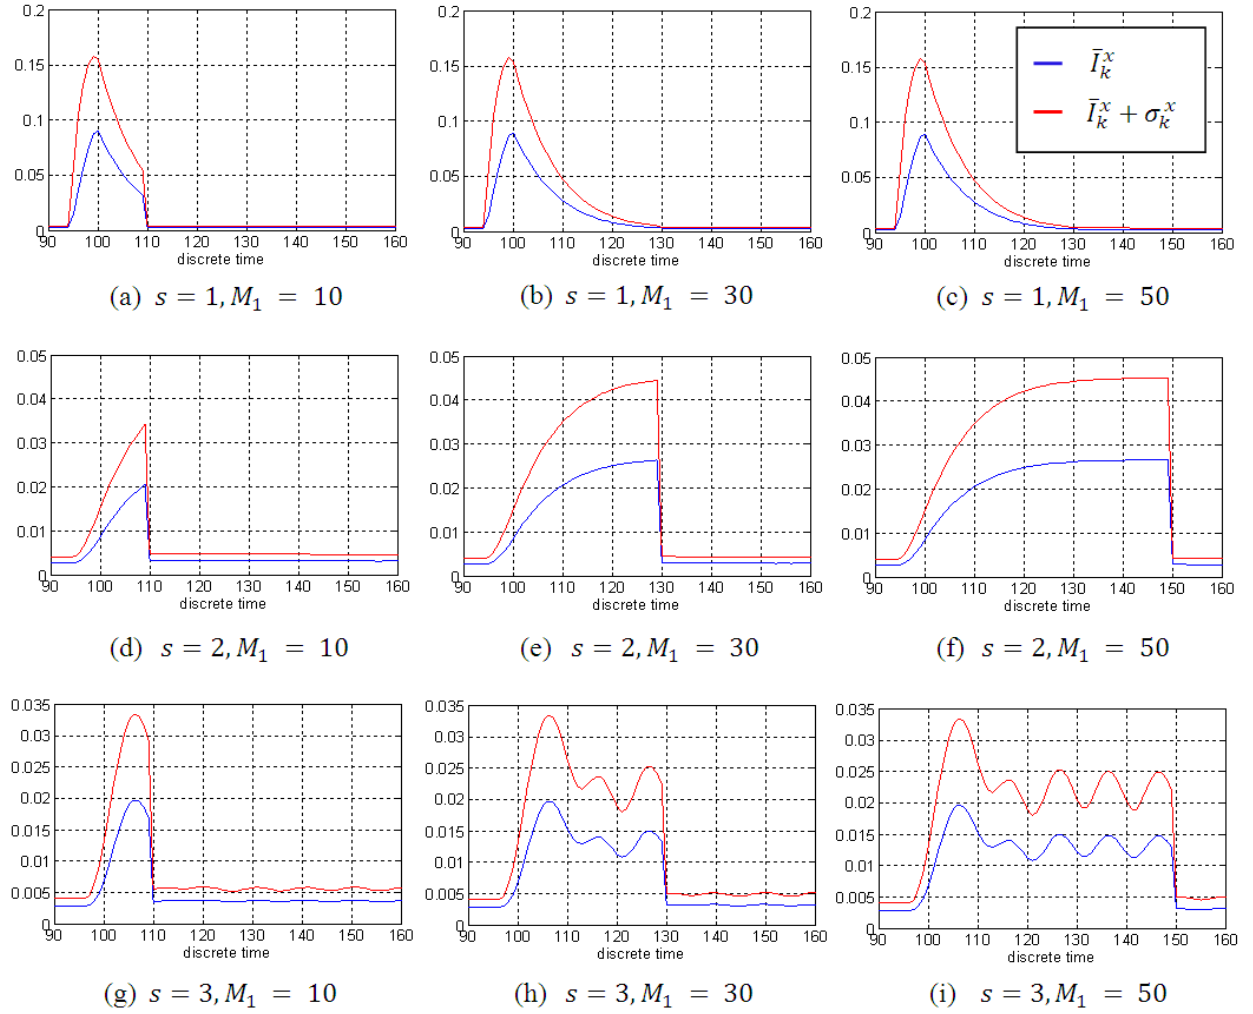 0.2
0.15
0.1
0.05
0
90 100 110 120 130 140 150 160
discrete time
(a) s = 1, M₁ = 10
0.2
0.15
0.1
0.05
0
90 100 110 120 130 140 150 160
discrete time
(b) s = 1, M₁ = 30
0.2
0.15
0.1
0.05
0
90 100 110 120 130 140 150 160
discrete time
Īₖˣ
Īₖˣ + σₖˣ
(c) s = 1, M₁ = 50
0.05
0.04
0.03
0.02
0.01
0
90 100 110 120 130 140 150 160
discrete time
(d) s = 2, M₁ = 10
0.05
0.04
0.03
0.02
0.01
0
90 100 110 120 130 140 150 160
discrete time
(e) s = 2, M₁ = 30
0.05
0.04
0.03
0.02
0.01
0
90 100 110 120 130 140 150 160
discrete time
(f) s = 2, M₁ = 50
0.035
0.03
0.025
0.02
0.015
0.01
0.005
0
90 100 110 120 130 140 150 160
discrete time
(g) s = 3, M₁ = 10
0.035
0.03
0.025
0.02
0.015
0.01
0.005
0
90 100 110 120 130 140 150 160
discrete time
(h) s = 3, M₁ = 30
0.035
0.03
0.025
0.02
0.015
0.01
0.005
0
90 100 110 120 130 140 150 160
discrete time
(i) s = 3, M₁ = 50